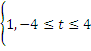 {1, −4 ≤ t ≤ 4